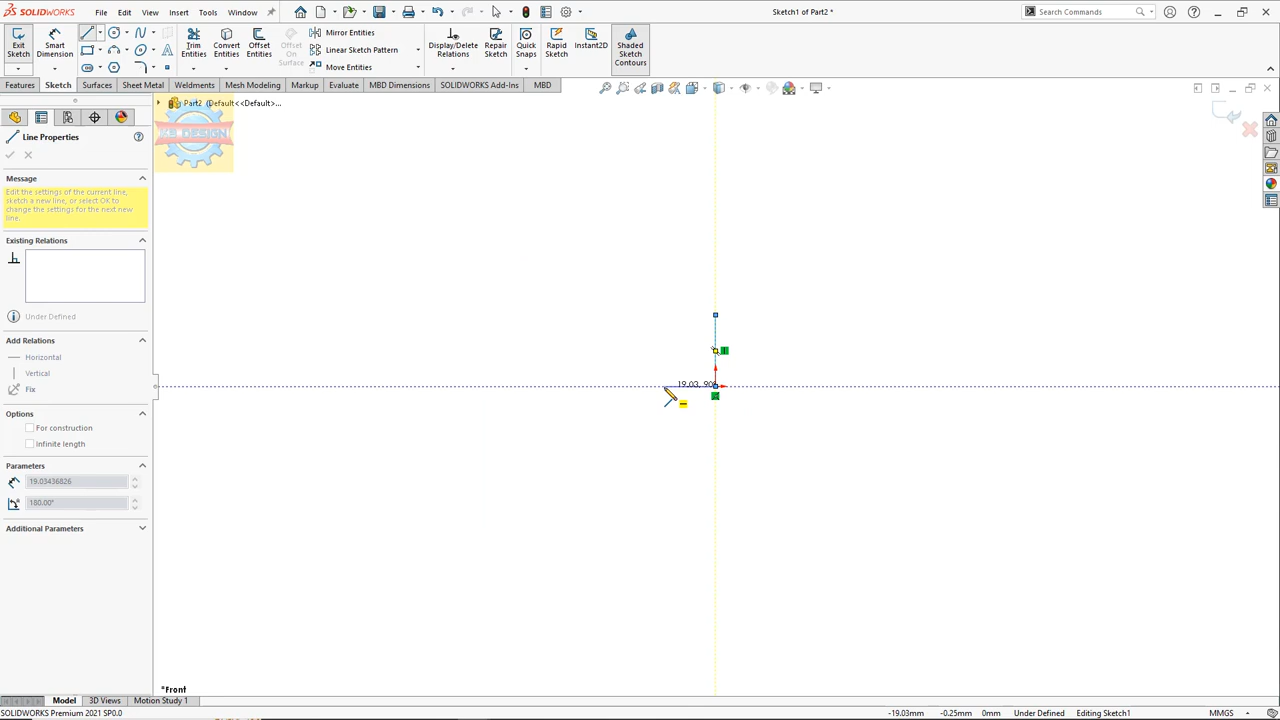 SOLIDWORKS
File
Edit
View
Insert
Tools
Window
Sketch1 of Part2 *
Search Commands
Exit Sketch
Smart Dimension
Trim Entities
Convert Entities
Offset Entities
Offset On Surface
Mirror Entities
Linear Sketch Pattern
Move Entities
Display/Delete Relations
Repair Sketch
Quick Snaps
Rapid Sketch
Instant2D
Shaded Sketch Contours
Features
Sketch
Surfaces
Sheet Metal
Weldments
Mesh Modeling
Markup
Evaluate
MBD Dimensions
SOLIDWORKS Add-Ins
MBD
Part2 (Default<<Default>...
Line Properties
Message
Edit the settings of the current line,
sketch a new line, or select OK to
change the settings for the next new
line.
Existing Relations
Under Defined
Add Relations
Horizontal
Vertical
Fix
Options
For construction
Infinite length
Parameters
19.03436826
180.00°
Additional Parameters
*Front
Model
3D Views
Motion Study 1
SOLIDWORKS Premium 2021 SP0.0
-19.03mm
-0.25mm
0mm
Under Defined
Editing Sketch1
MMGS